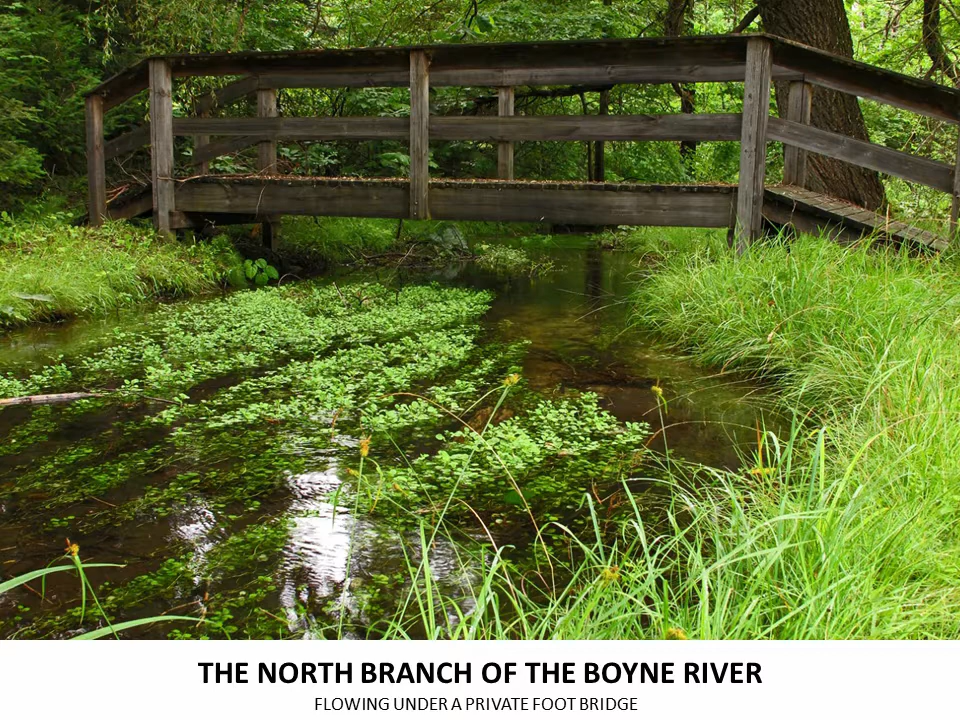 THE NORTH BRANCH OF THE BOYNE RIVER
FLOWING UNDER A PRIVATE FOOT BRIDGE